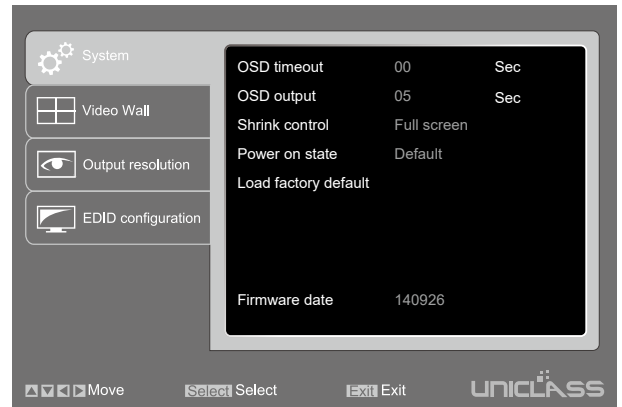 System
Video Wall
Output resolution
EDID configuration
OSD timeout 00 Sec
OSD output 05 Sec
Shrink control Full screen
Power on state Default
Load factory default
Firmware date 140926
Move Select Select Exit Exit UNICLASS